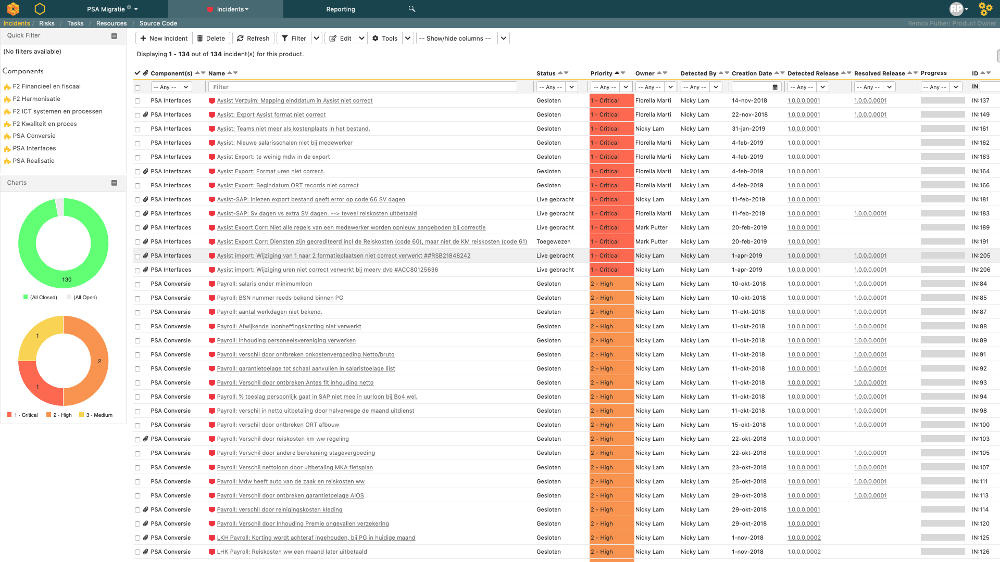 PSA Migratie
Incidents
Reporting
RP
Incidents / Risks / Tasks / Resources / Source Code
Remco Putker: Product Owner
Quick Filter
(No filters available)
Components
F2 Financieel en fiscaal
F2 Harmonisatie
F2 ICT systemen en processen
F2 Kwaliteit en proces
PSA Conversie
PSA Interfaces
PSA Realisatie
Charts
130
(All Closed) (All Open)
1
2
1
1 - Critical 2 - High 3 - Medium
New Incident Delete Refresh Filter Edit Tools -- Show/hide columns --
Displaying 1 - 134 out of 134 incident(s) for this product.
Component(s) Name Status Priority Owner Detected By Creation Date Detected Release Resolved Release Progress ID
-- Any -- Filter -- Any -- -- Any -- -- Any -- -- Any -- -- Any -- -- Any -- -- Any -- IN
PSA Interfaces Aysist Verzuim: Mapping einddatum in Aysist niet correct Gesloten 1 - Critical Florella Marti Nicky Lam 14-nov-2018 1.0.0.0.0001 1.0.0.0.0001 IN:137
PSA Interfaces Aysist: Export Aysist format niet correct Gesloten 1 - Critical Florella Marti Nicky Lam 22-nov-2018 1.0.0.0.0001 1.0.0.0.0001 IN:149
PSA Interfaces Aysist: Teams niet meer als kostenplaats in het bestand. Gesloten 1 - Critical Nicky Lam Nicky Lam 31-jan-2019 1.0.0.0.0001 IN:161
PSA Interfaces Aysist: Nieuwe salarisschalen niet bij medewerker Gesloten 1 - Critical Florella Marti Nicky Lam 4-feb-2019 1.0.0.0.0001 IN:162
PSA Interfaces Aysist Export: te weinig mdw in de export Gesloten 1 - Critical Florella Marti Nicky Lam 4-feb-2019 1.0.0.0.0001 IN:163
PSA Interfaces Aysist Export: Format uren niet correct. Gesloten 1 - Critical Florella Marti Nicky Lam 4-feb-2019 1.0.0.0.0001 IN:164
PSA Interfaces Aysist Export: Begindatum ORT records niet correct Gesloten 1 - Critical Florella Marti Nicky Lam 4-feb-2019 1.0.0.0.0001 IN:166
PSA Interfaces Aysist-SAP: Inlezen export bestand geeft error op code 66 SV dagen Live gebracht 1 - Critical Nicky Lam Nicky Lam 11-feb-2019 1.0.0.0.0001 IN:181
PSA Interfaces Aysist-SAP: Sv dagen vs extra SV dagen. --> teveel reiskosten uitbetaald Live gebracht 1 - Critical Florella Marti Nicky Lam 11-feb-2019 1.0.0.0.0001 1.0.0.0.0001 IN:183
PSA Interfaces Aysist Export Corr: Niet alle regels van een medewerker worden opnieuw aangeboden bij correctie Live gebracht 1 - Critical Mark Putter Nicky Lam 20-feb-2019 1.0.0.0.0001 IN:189
PSA Interfaces Aysist Export Corr: Diensten zijn gecrediteerd incl de Reiskosten (code 60), maar niet de KM reiskosten (code 61) Toegewezen 1 - Critical Mark Putter Nicky Lam 20-feb-2019 1.0.0.0.0001 IN:191
PSA Interfaces Aysist import: Wijziging van 1 naar 2 formatieplaatsen niet correct verwerkt ##RSB21848242 Live gebracht 1 - Critical Nicky Lam Nicky Lam 1-apr-2019 1.0.0.0.0001 1.0.0.0.0001 IN:205
PSA Interfaces Aysist import: Wijziging uren niet correct verwerkt bij meerv dvb #ACC80125636 Live gebracht 1 - Critical Nicky Lam Nicky Lam 1-apr-2019 1.0.0.0.0001 1.0.0.0.0001 IN:206
PSA Conversie Payroll: salaris onder minimumloon Gesloten 2 - High Nicky Lam Nicky Lam 10-okt-2018 1.0.0.0.0001 1.0.0.0.0001 IN:84
PSA Conversie Payroll: BSN nummer reeds bekend binnen PG Gesloten 2 - High Nicky Lam Nicky Lam 10-okt-2018 1.0.0.0.0001 1.0.0.0.0001 IN:85
PSA Conversie Payroll: aantal werkdagen niet bekend. Gesloten 2 - High Nicky Lam Nicky Lam 11-okt-2018 1.0.0.0.0001 1.0.0.0.0001 IN:87
PSA Conversie Payroll: Afwijkende loonheffingskorting niet verwerkt Gesloten 2 - High Nicky Lam Nicky Lam 11-okt-2018 1.0.0.0.0001 1.0.0.0.0001 IN:88
PSA Conversie Payroll: inhouding personeelsvereniging verwerken Gesloten 2 - High Nicky Lam Nicky Lam 11-okt-2018 1.0.0.0.0001 1.0.0.0.0001 IN:89
PSA Conversie Payroll: verschil door ontbreken onkostenvergoeding Netto/bruto Gesloten 2 - High Nicky Lam Nicky Lam 11-okt-2018 1.0.0.0.0001 1.0.0.0.0001 IN:91
PSA Conversie Payroll: garantietoelage tot schaal aanvullen in salaristoelage lijst Gesloten 2 - High Nicky Lam Nicky Lam 11-okt-2018 1.0.0.0.0001 1.0.0.0.0001 IN:92
PSA Conversie Payroll: Verschil door ontbreken Antes fit inhouding netto Gesloten 2 - High Nicky Lam Nicky Lam 11-okt-2018 1.0.0.0.0001 1.0.0.0.0001 IN:93
PSA Conversie Payroll: % toeslag persoonlijk gaat in SAP niet mee in uurloon bij Bo4 wel. Gesloten 2 - High Nicky Lam Nicky Lam 11-okt-2018 1.0.0.0.0001 1.0.0.0.0001 IN:94
PSA Conversie Payroll: verschil in netto uitbetaling door halverwege de maand uitdienst Gesloten 2 - High Nicky Lam Nicky Lam 11-okt-2018 1.0.0.0.0001 1.0.0.0.0001 IN:98
PSA Conversie Payroll: verschil door ontbreken ORT afbouw Gesloten 2 - High Nicky Lam Nicky Lam 15-okt-2018 1.0.0.0.0001 1.0.0.0.0001 IN:100
PSA Conversie Payroll: Verschil door reiskosten km ww regeling Gesloten 2 - High Nicky Lam Nicky Lam 22-okt-2018 1.0.0.0.0001 IN:103
PSA Conversie Payroll: Verschil door andere berekening stagevergoeding Gesloten 2 - High Nicky Lam Nicky Lam 22-okt-2018 1.0.0.0.0001 1.0.0.0.0001 IN:105
PSA Conversie Payroll: Verschil nettoloon door uitbetaling MKA fietsplan Gesloten 2 - High Nicky Lam Nicky Lam 23-okt-2018 1.0.0.0.0001 1.0.0.0.0001 IN:107
PSA Conversie Payroll: Mdw heeft auto van de zaak en reiskosten ww Gesloten 2 - High Nicky Lam Nicky Lam 25-okt-2018 1.0.0.0.0001 1.0.0.0.0001 IN:111
PSA Conversie Payroll: Verschil door ontbreken garantietoelage AIOS Gesloten 2 - High Nicky Lam Nicky Lam 29-okt-2018 1.0.0.0.0001 1.0.0.0.0001 IN:113
PSA Conversie Payroll: verschil door reinigingskosten kleding Gesloten 2 - High Nicky Lam Nicky Lam 29-okt-2018 1.0.0.0.0001 IN:114
PSA Conversie Payroll: Verschil door Inhouding Premie ongevallen verzekering Gesloten 2 - High Nicky Lam Nicky Lam 29-okt-2018 1.0.0.0.0001 IN:120
PSA Conversie LKH Payroll: Korting wordt achteraf ingehouden, bij PG in huidige maand Gesloten 2 - High Nicky Lam Nicky Lam 1-nov-2018 1.0.0.0.0002 IN:125
PSA Conversie LHK Payroll: Reiskosten ww een maand later uitbetaald Gesloten 2 - High Nicky Lam Nicky Lam 1-nov-2018 1.0.0.0.0002 IN:126